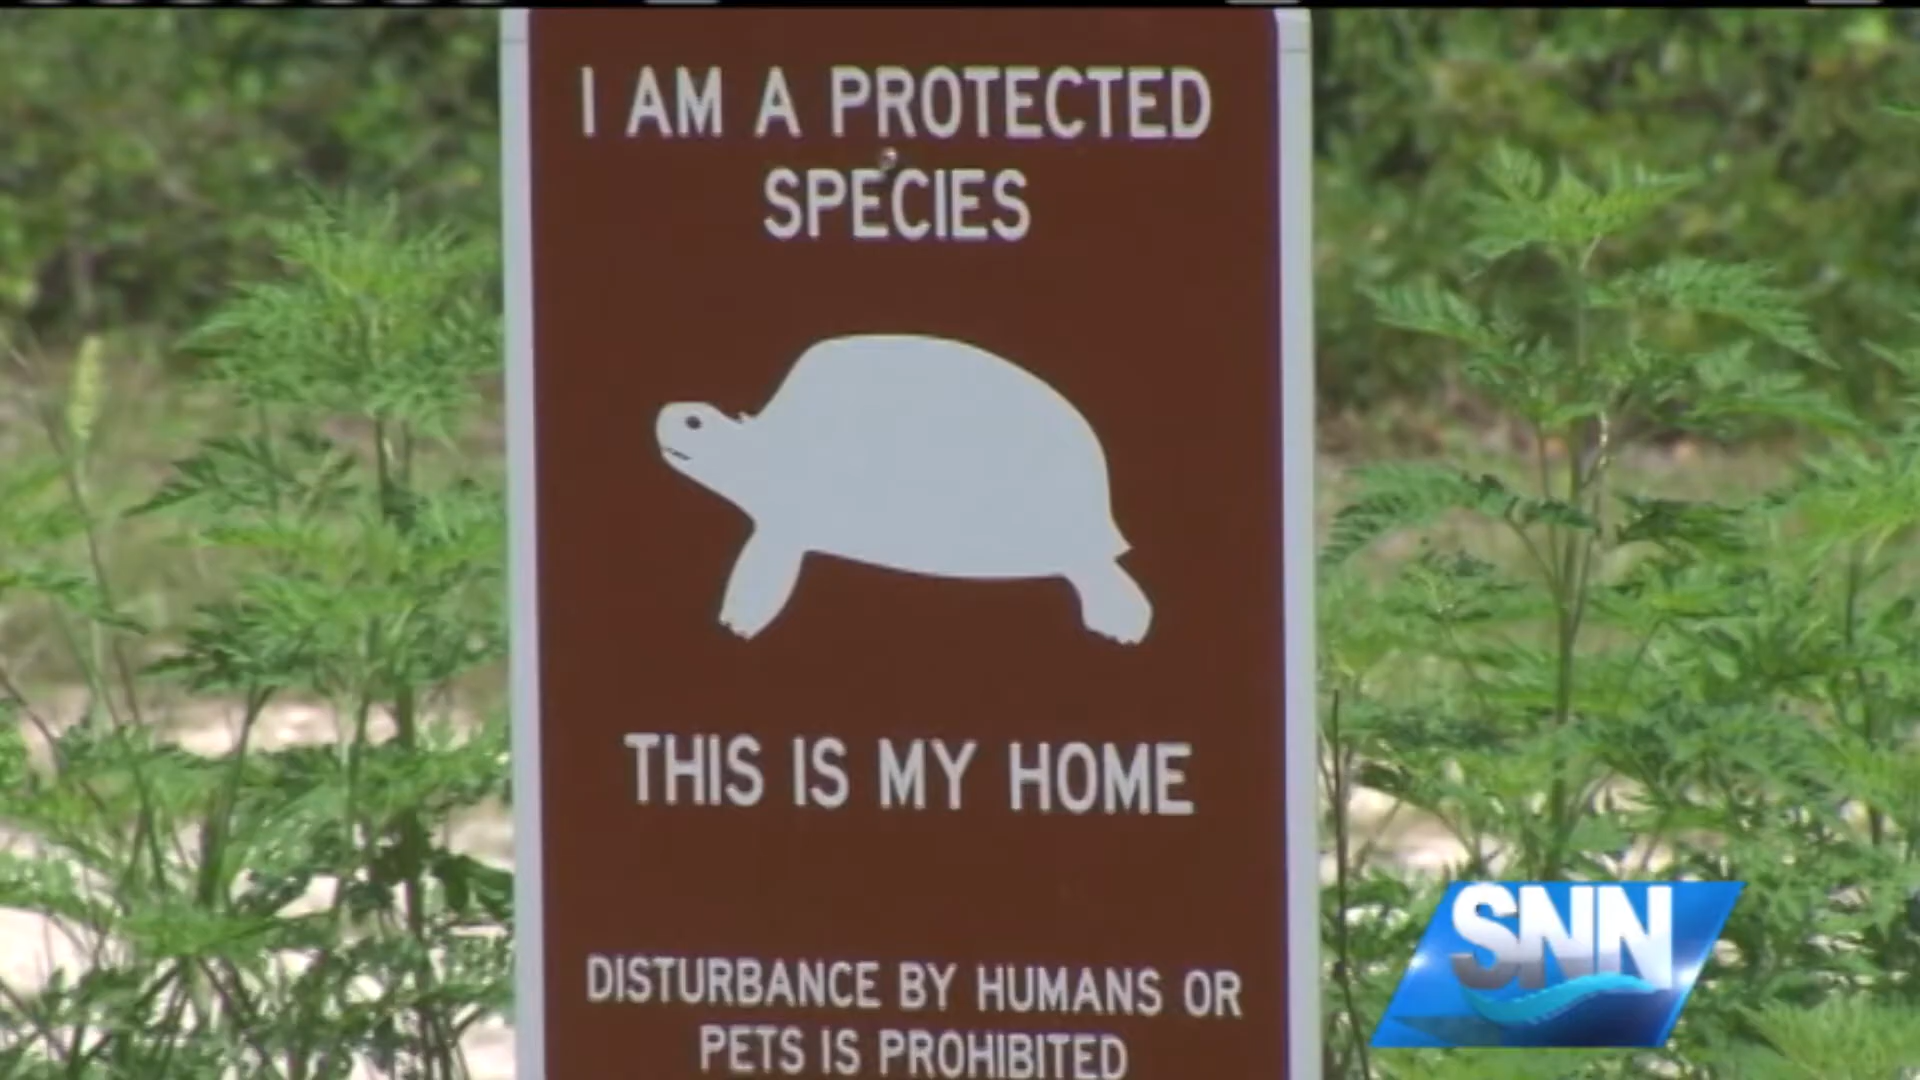 I AM A PROTECTED
SPECIES
THIS IS MY HOME
DISTURBANCE BY HUMANS OR
PETS IS PROHIBITED
SNN